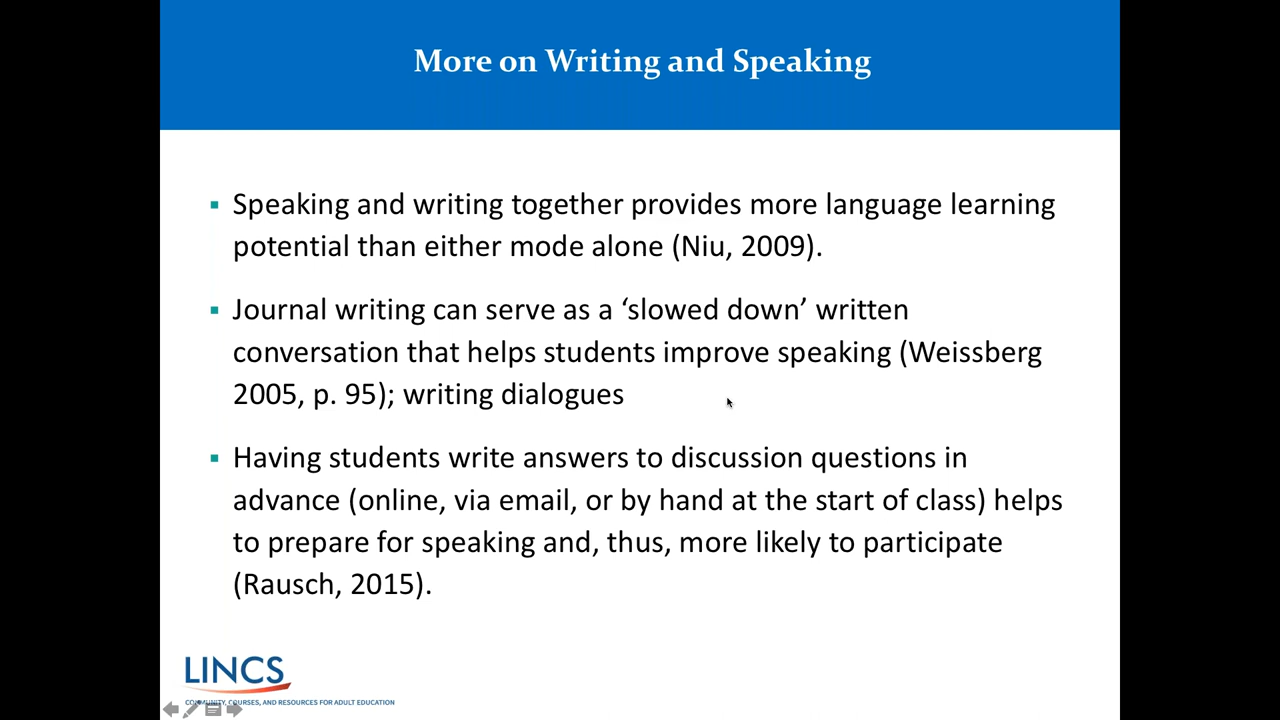 More on Writing and Speaking
Speaking and writing together provides more language learning
potential than either mode alone (Niu, 2009).
Journal writing can serve as a ‘slowed down’ written
conversation that helps students improve speaking (Weissberg
2005, p. 95); writing dialogues
Having students write answers to discussion questions in
advance (online, via email, or by hand at the start of class) helps
to prepare for speaking and, thus, more likely to participate
(Rausch, 2015).
LINCS
COMMUNITY, COURSES, AND RESOURCES FOR ADULT EDUCATION